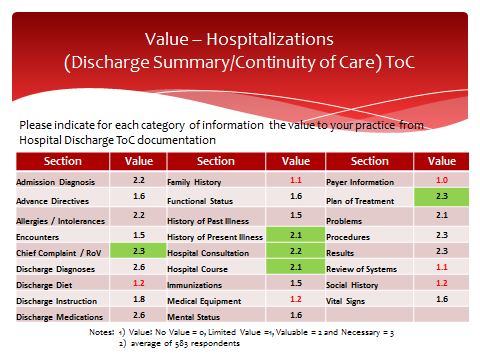 Value – Hospitalizations
(Discharge Summary/Continuity of Care) ToC
Please indicate for each category of information the value to your practice from
Hospital Discharge ToC documentation
Section Value Section Value Section Value
Admission Diagnosis 2.2 Family History 1.1 Payer Information 1.0
Advance Directives 1.6 Functional Status 1.6 Plan of Treatment 2.3
Allergies / Intolerances 2.2 History of Past Illness 1.5 Problems 2.1
Encounters 1.5 History of Present Illness 2.1 Procedures 2.3
Chief Complaint / RoV 2.3 Hospital Consultation 2.2 Results 2.3
Discharge Diagnoses 2.6 Hospital Course 2.1 Review of Systems 1.1
Discharge Diet 1.2 Immunizations 1.5 Social History 1.2
Discharge Instruction 1.8 Medical Equipment 1.2 Vital Signs 1.6
Discharge Medications 2.6 Mental Status 1.6
Notes: 1) Value: No Value = 0, Limited Value =1, Valuable = 2 and Necessary = 3
2) average of 583 respondents